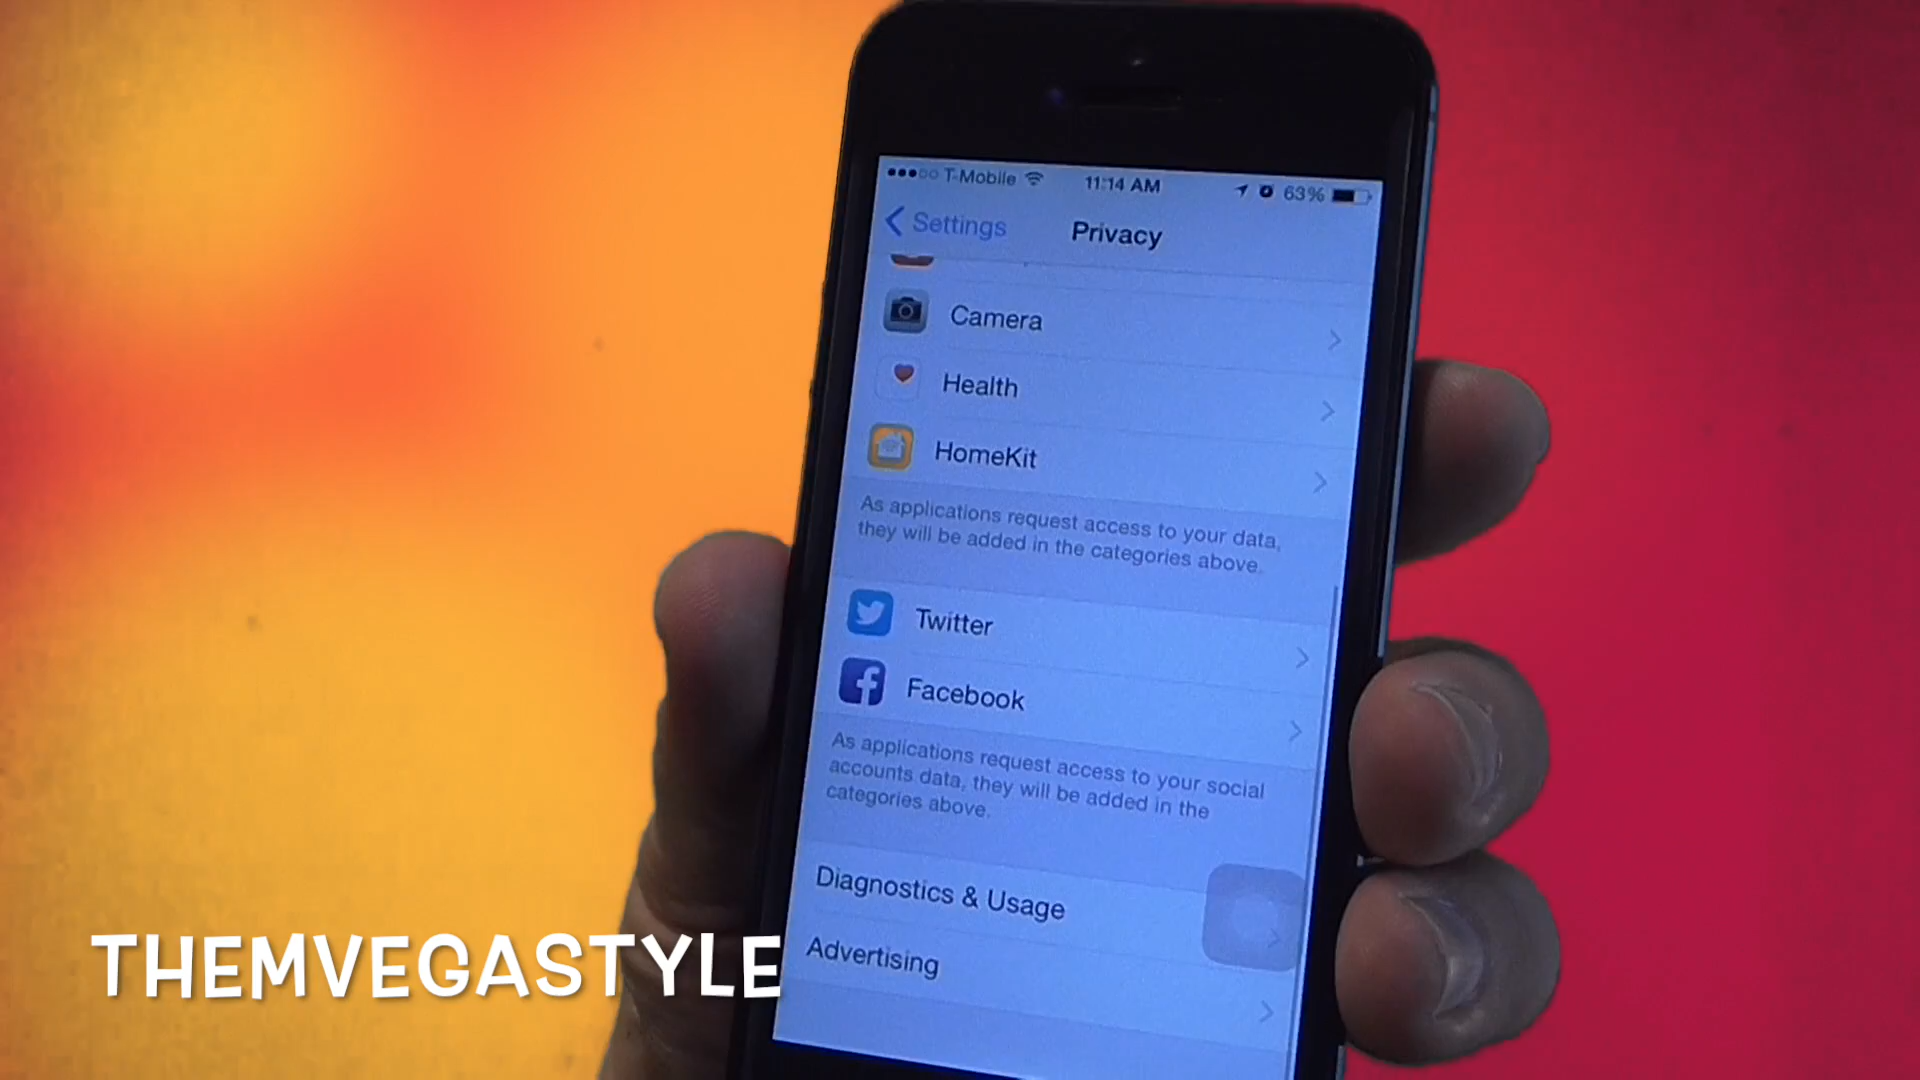 T-Mobile 11:14 AM 63%
Settings Privacy
Camera
Health
HomeKit
As applications request access to your data,
they will be added in the categories above.
Twitter
Facebook
As applications request access to your social
accounts data, they will be added in the
categories above.
Diagnostics & Usage
Advertising
THEMVEGASTYLE